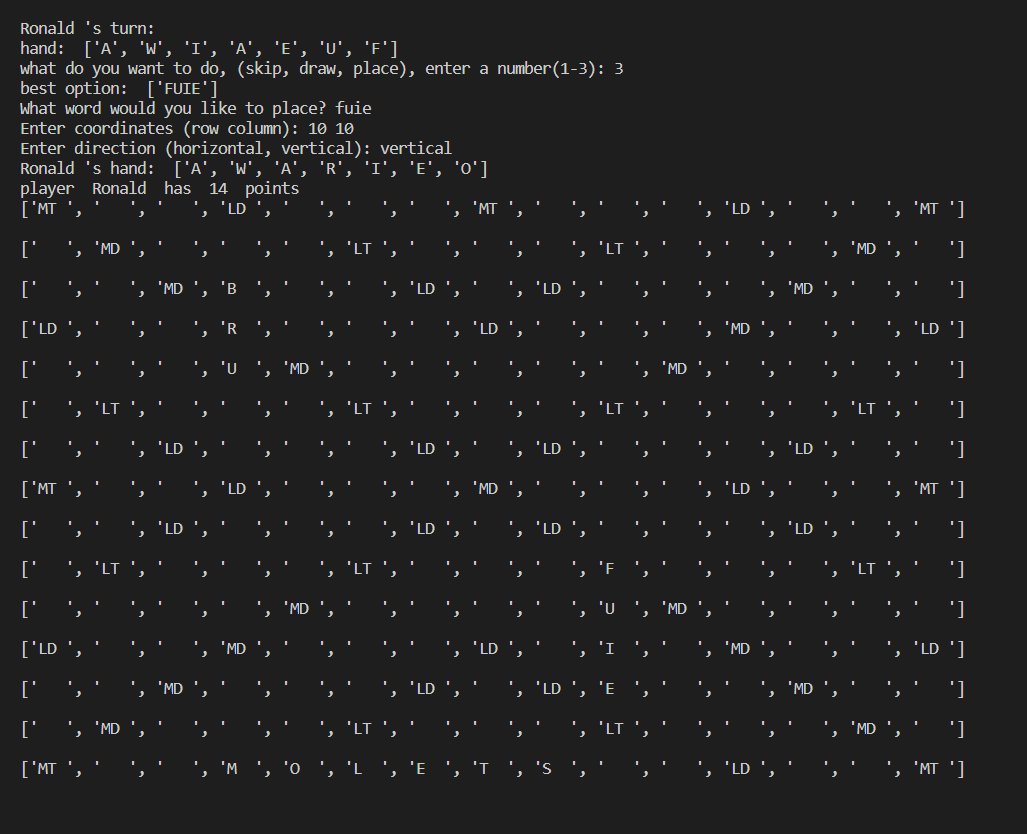 Ronald 's turn:
hand:  ['A', 'W', 'I', 'A', 'E', 'U', 'F']
what do you want to do, (skip, draw, place), enter a number(1-3): 3
best option:  ['FUIE']
What word would you like to place? fuie
Enter coordinates (row column): 10 10
Enter direction (horizontal, vertical): vertical
Ronald 's hand:  ['A', 'W', 'A', 'R', 'I', 'E', 'O']
player  Ronald  has  14  points
['MT ', '   ', '   ', 'LD ', '   ', '   ', '   ', 'MT ', '   ', '   ', '   ', 'LD ', '   ', '   ', 'MT ']
['   ', 'MD ', '   ', '   ', '   ', 'LT ', '   ', '   ', '   ', 'LT ', '   ', '   ', '   ', 'MD ', '   ']
['   ', '   ', 'MD ', 'B  ', '   ', '   ', 'LD ', '   ', 'LD ', '   ', '   ', '   ', 'MD ', '   ', '   ']
['LD ', '   ', '   ', 'R  ', '   ', '   ', '   ', 'LD ', '   ', '   ', '   ', 'MD ', '   ', '   ', 'LD ']
['   ', '   ', '   ', 'U  ', 'MD ', '   ', '   ', '   ', '   ', '   ', 'MD ', '   ', '   ', '   ', '   ']
['   ', 'LT ', '   ', '   ', '   ', 'LT ', '   ', '   ', '   ', 'LT ', '   ', '   ', '   ', 'LT ', '   ']
['   ', '   ', 'LD ', '   ', '   ', '   ', 'LD ', '   ', 'LD ', '   ', '   ', '   ', 'LD ', '   ', '   ']
['MT ', '   ', '   ', 'LD ', '   ', '   ', '   ', 'MD ', '   ', '   ', '   ', 'LD ', '   ', '   ', 'MT ']
['   ', '   ', 'LD ', '   ', '   ', '   ', 'LD ', '   ', 'LD ', '   ', '   ', '   ', 'LD ', '   ', '   ']
['   ', 'LT ', '   ', '   ', '   ', 'LT ', '   ', '   ', '   ', 'F  ', '   ', '   ', '   ', 'LT ', '   ']
['   ', '   ', '   ', '   ', 'MD ', '   ', '   ', '   ', '   ', 'U  ', 'MD ', '   ', '   ', '   ', '   ']
['LD ', '   ', '   ', 'MD ', '   ', '   ', '   ', 'LD ', '   ', 'I  ', '   ', 'MD ', '   ', '   ', 'LD ']
['   ', '   ', 'MD ', '   ', '   ', '   ', 'LD ', '   ', 'LD ', 'E  ', '   ', '   ', 'MD ', '   ', '   ']
['   ', 'MD ', '   ', '   ', '   ', 'LT ', '   ', '   ', '   ', 'LT ', '   ', '   ', '   ', 'MD ', '   ']
['MT ', '   ', '   ', 'M  ', 'O  ', 'L  ', 'E  ', 'T  ', 'S  ', '   ', '   ', 'LD ', '   ', '   ', 'MT ']